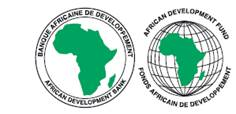 BANQUE AFRICAINE DE DEVELOPPEMENT
AFRICAN DEVELOPMENT BANK
AFRICAN DEVELOPMENT FUND
FONDS AFRICAIN DE DEVELOPPEMENT